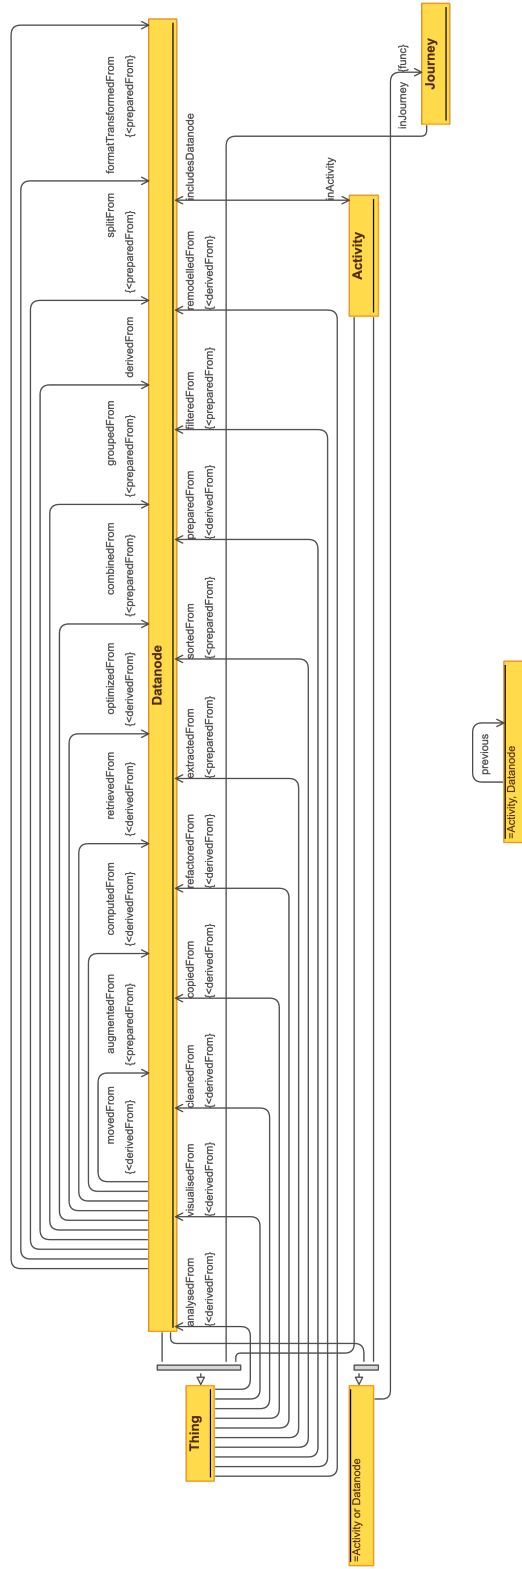 formatTransformedFrom
{<preparedFrom}
splitFrom
{<preparedFrom}
derivedFrom
groupedFrom
{<preparedFrom}
combinedFrom
{<preparedFrom}
optimizedFrom
{<derivedFrom}
retrievedFrom
{<derivedFrom}
computedFrom
{<derivedFrom}
augmentedFrom
{<preparedFrom}
movedFrom
{<derivedFrom}
Datanode
includesDatanode
inActivity
remodelledFrom
{<derivedFrom}
filteredFrom
{<preparedFrom}
preparedFrom
{<derivedFrom}
sortedFrom
{<preparedFrom}
extractedFrom
{<preparedFrom}
refactoredFrom
{<derivedFrom}
copiedFrom
{<derivedFrom}
cleanedFrom
{<derivedFrom}
visualisedFrom
{<derivedFrom}
analysedFrom
{<derivedFrom}
Thing
Activity
inJourney {func}
Journey
=Activity or Datanode
previous
=Activity, Datanode